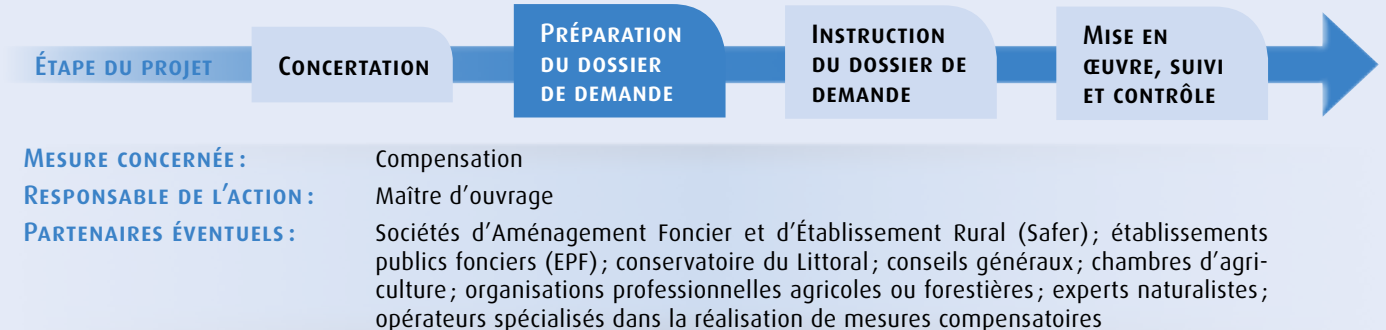 ÉTAPE DU PROJET
CONCERTATION
PRÉPARATION
DU DOSSIER
DE DEMANDE
INSTRUCTION
DU DOSSIER DE
DEMANDE
MISE EN
ŒUVRE, SUIVI
ET CONTRÔLE
MESURE CONCERNÉE : Compensation
RESPONSABLE DE L'ACTION : Maître d'ouvrage
PARTENAIRES ÉVENTUELS : Sociétés d'Aménagement Foncier et d'Établissement Rural (Safer) ; établissements
publics fonciers (EPF) ; conservatoire du Littoral ; conseils généraux ; chambres d'agri-
culture ; organisations professionnelles agricoles ou forestières ; experts naturalistes ;
opérateurs spécialisés dans la réalisation de mesures compensatoires